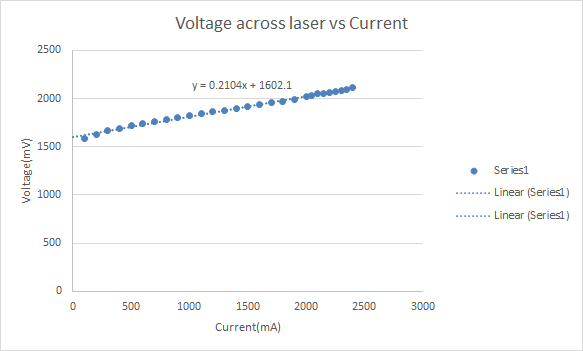 Voltage across laser vs Current
2500
2000
1500
1000
500
0
y = 0.2104x + 1602.1
Voltage(mV)
0 500 1000 1500 2000 2500 3000
Current(mA)
Series1
Linear (Series1)
Linear (Series1)